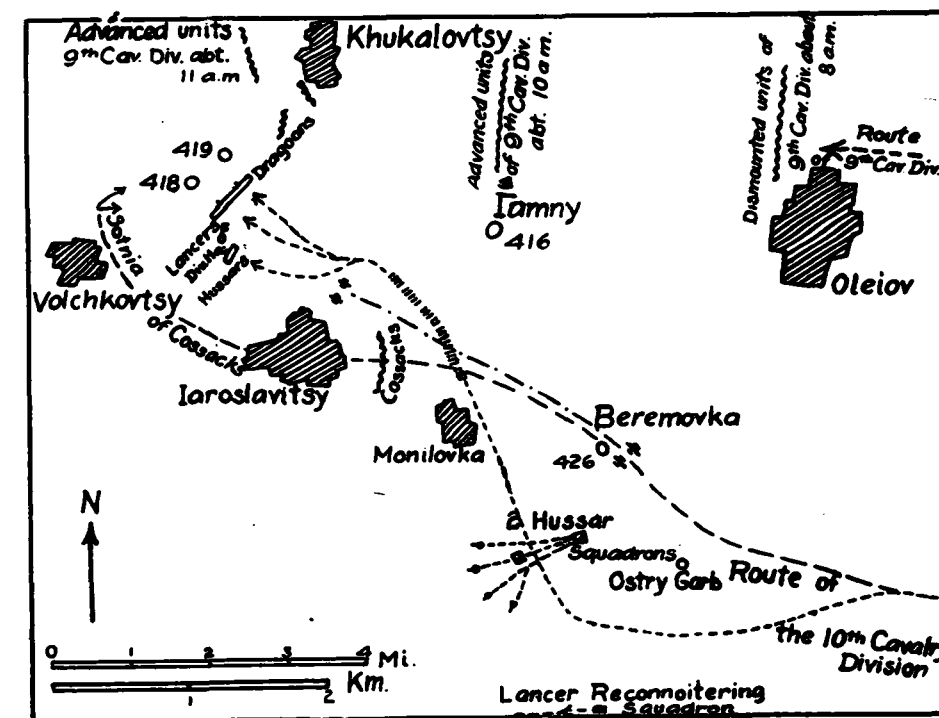 Advanced units
9th Cav. Div. abt.
11 a.m
Khukalovtsy
Advanced units
of 9th Cav. Div.
abt. 10 a.m.
Dismounted units of
9th Cav. Div. about
8 a.m.
Route
9th Cav. Div.
419
418
Dragoons
Iamny
416
Oleiov
Sotnia
of Cossacks
Lancers
Hussars
Volchkovtsy
Iaroslavitsy
Cossacks
Monilovka
Beremovka
426
N
2 Hussar
Squadrons
Ostry Garb
Route of
the 10th Cavalr
Division
0 1 2 3 4 Mi.
1 2 Km.
Lancer Reconnoitering
Squadron